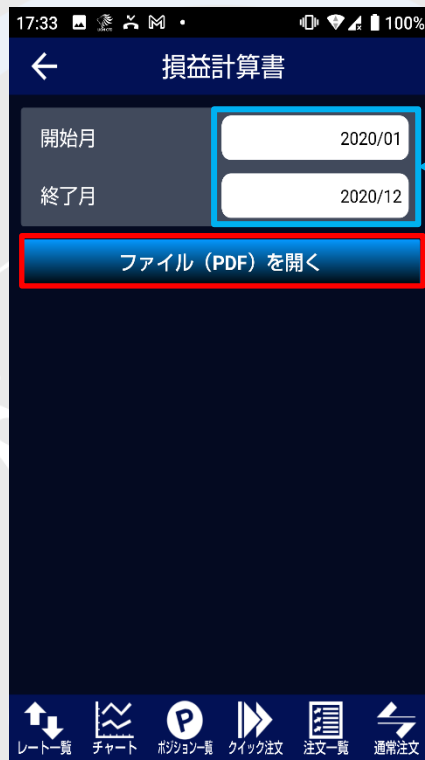 17:33
100%
損益計算書
開始月 2020/01
終了月 2020/12
ファイル（PDF）を開く
レート一覧 チャート ポジション一覧 クイック注文 注文一覧 通常注文